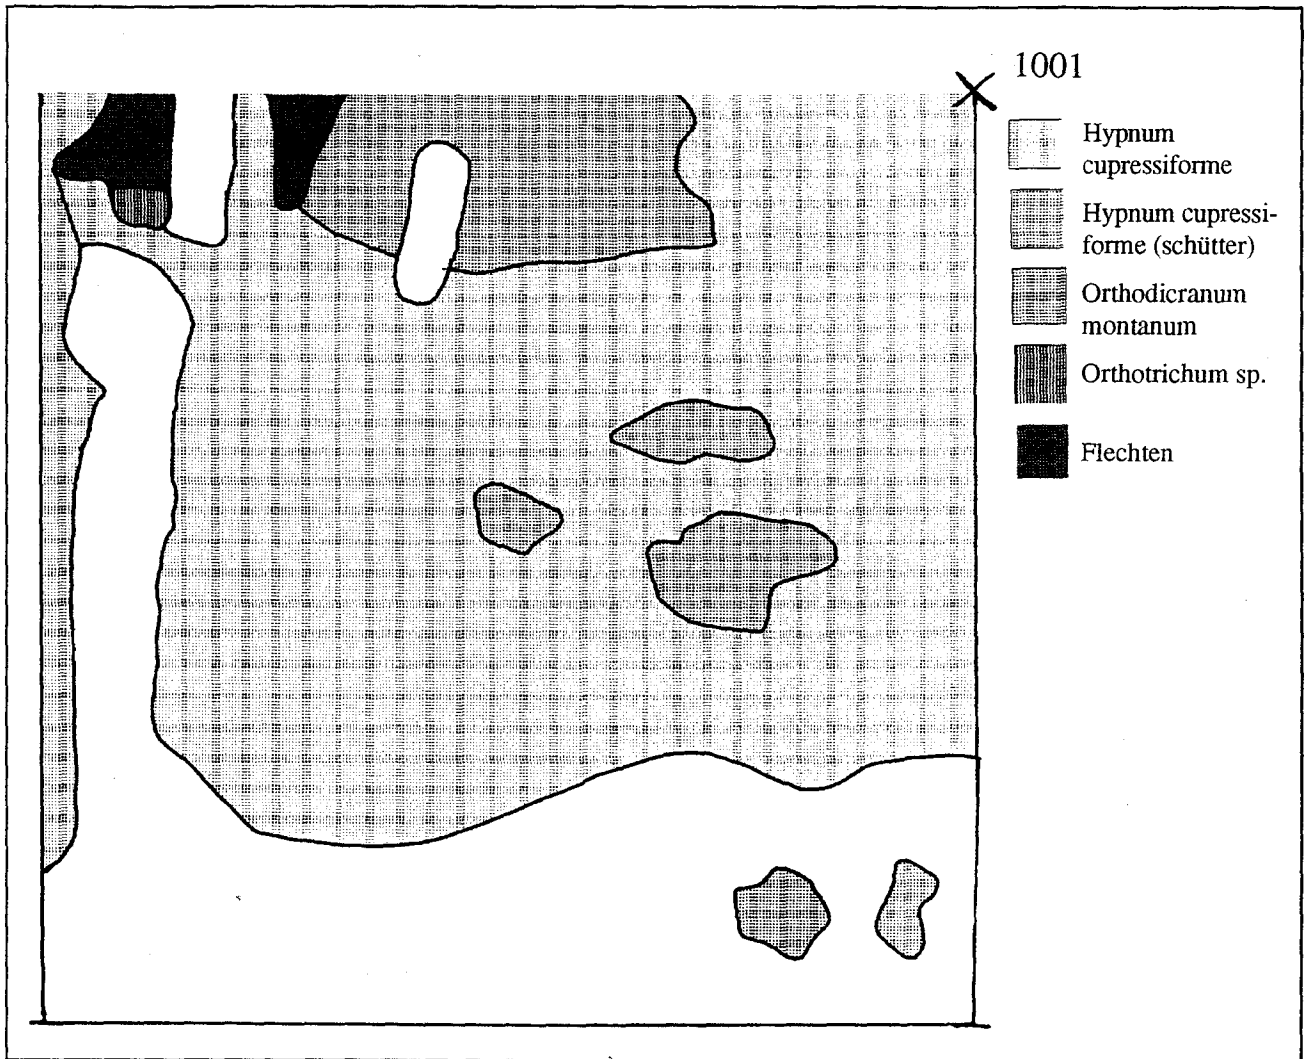 1001
Hypnum
cupressiforme
Hypnum cupressi-
forme (schütter)
Orthodicranum
montanum
Orthotrichum sp.
Flechten